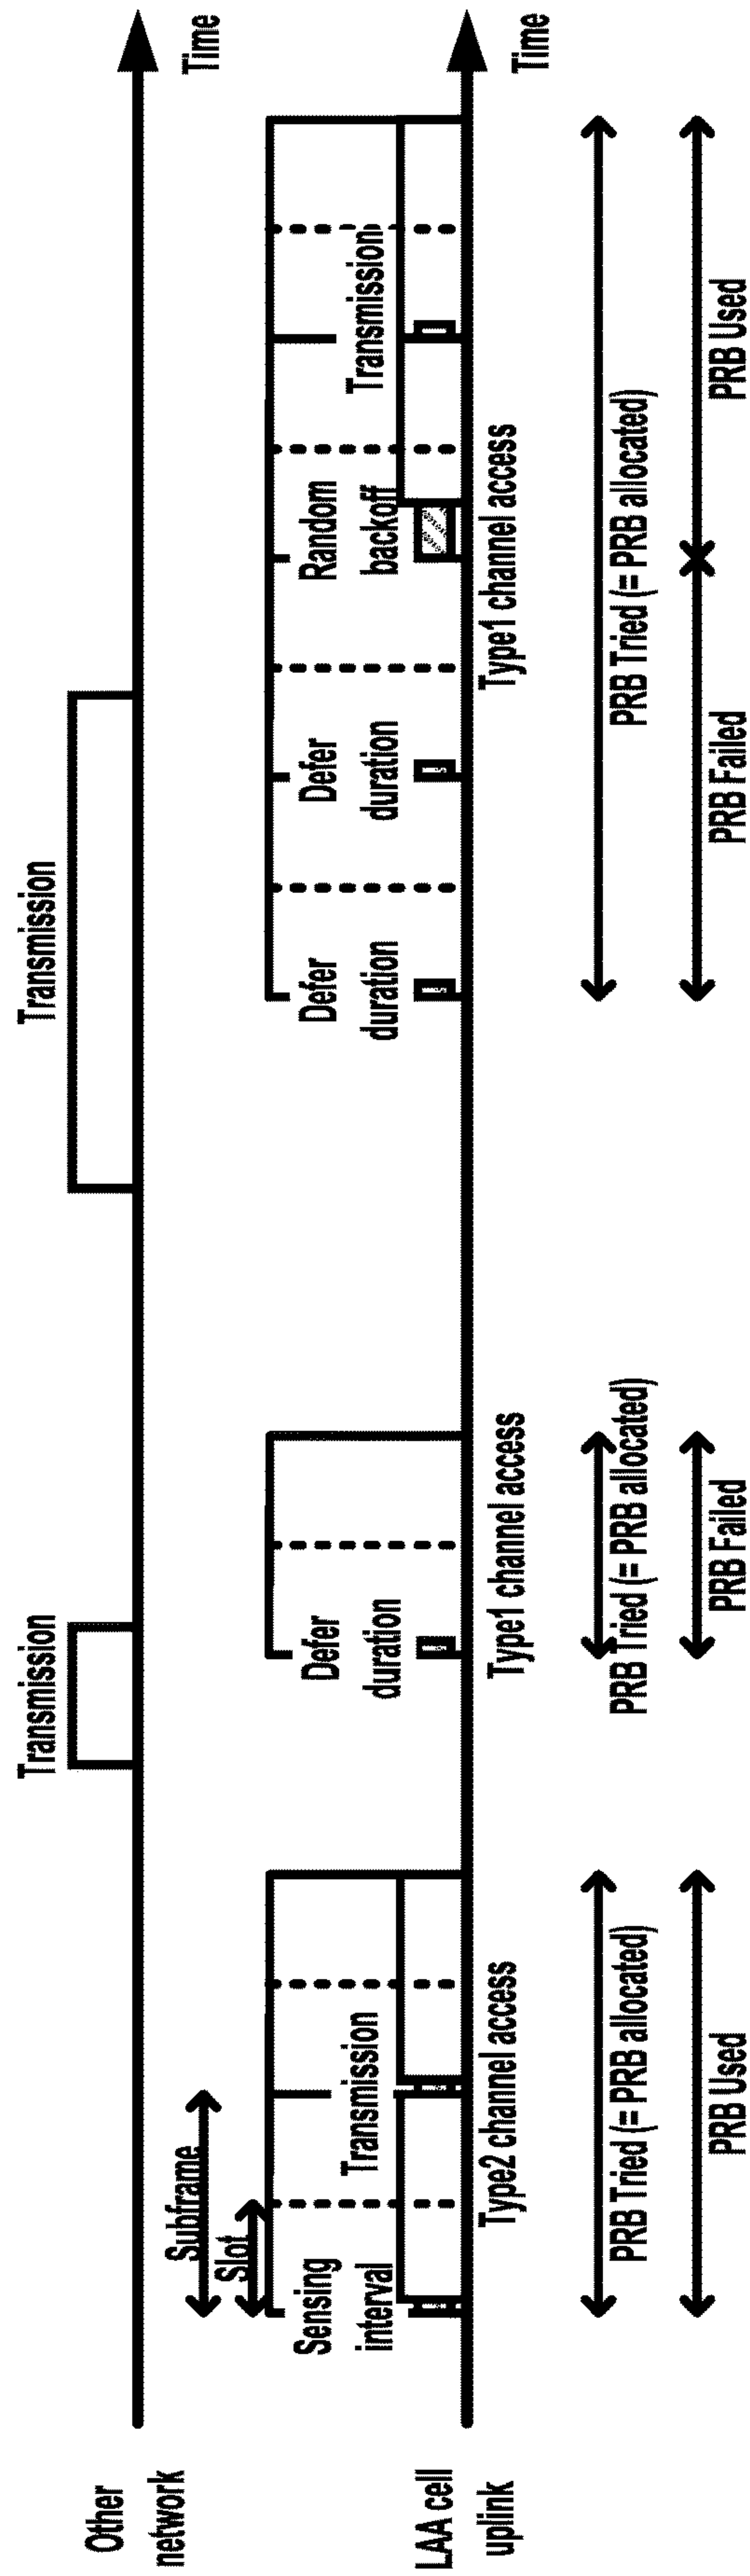 Other
network
Transmission
Transmission
Time
Subframe
Slot
LAA cell
uplink
Sensing
interval
Transmission
Defer
duration
Defer
duration
Defer
duration
Random
backoff
Transmission
Time
Type2 channel access
Type1 channel access
Type1 channel access
PRB Tried (= PRB allocated)
PRB Tried (= PRB allocated)
PRB Tried (= PRB allocated)
PRB Used
PRB Failed
PRB Failed
PRB Used